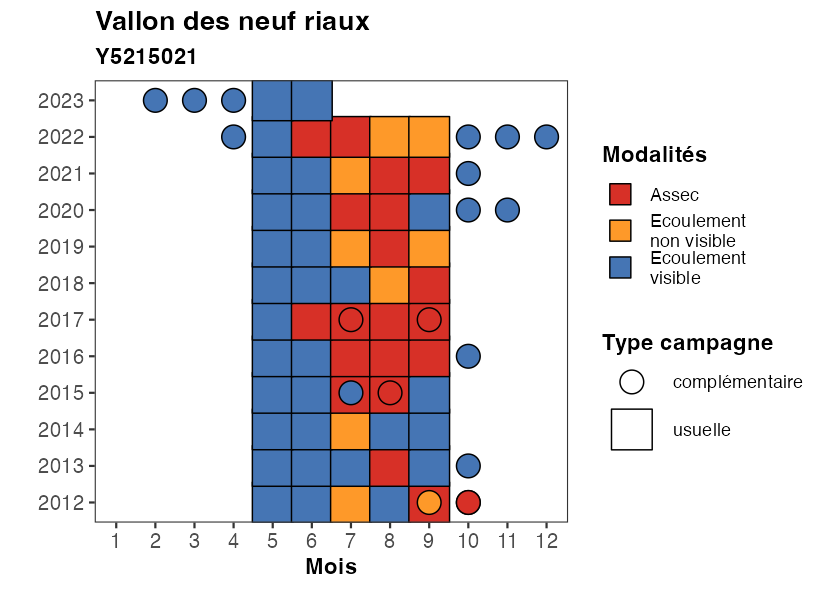 Vallon des neuf riaux
Y5215021
2023
2022
2021
2020
2019
2018
2017
2016
2015
2014
2013
2012
1 2 3 4 5 6 7 8 9 10 11 12
Mois
Modalités
Assec
Ecoulement
non visible
Ecoulement
visible
Type campagne
complémentaire
usuelle